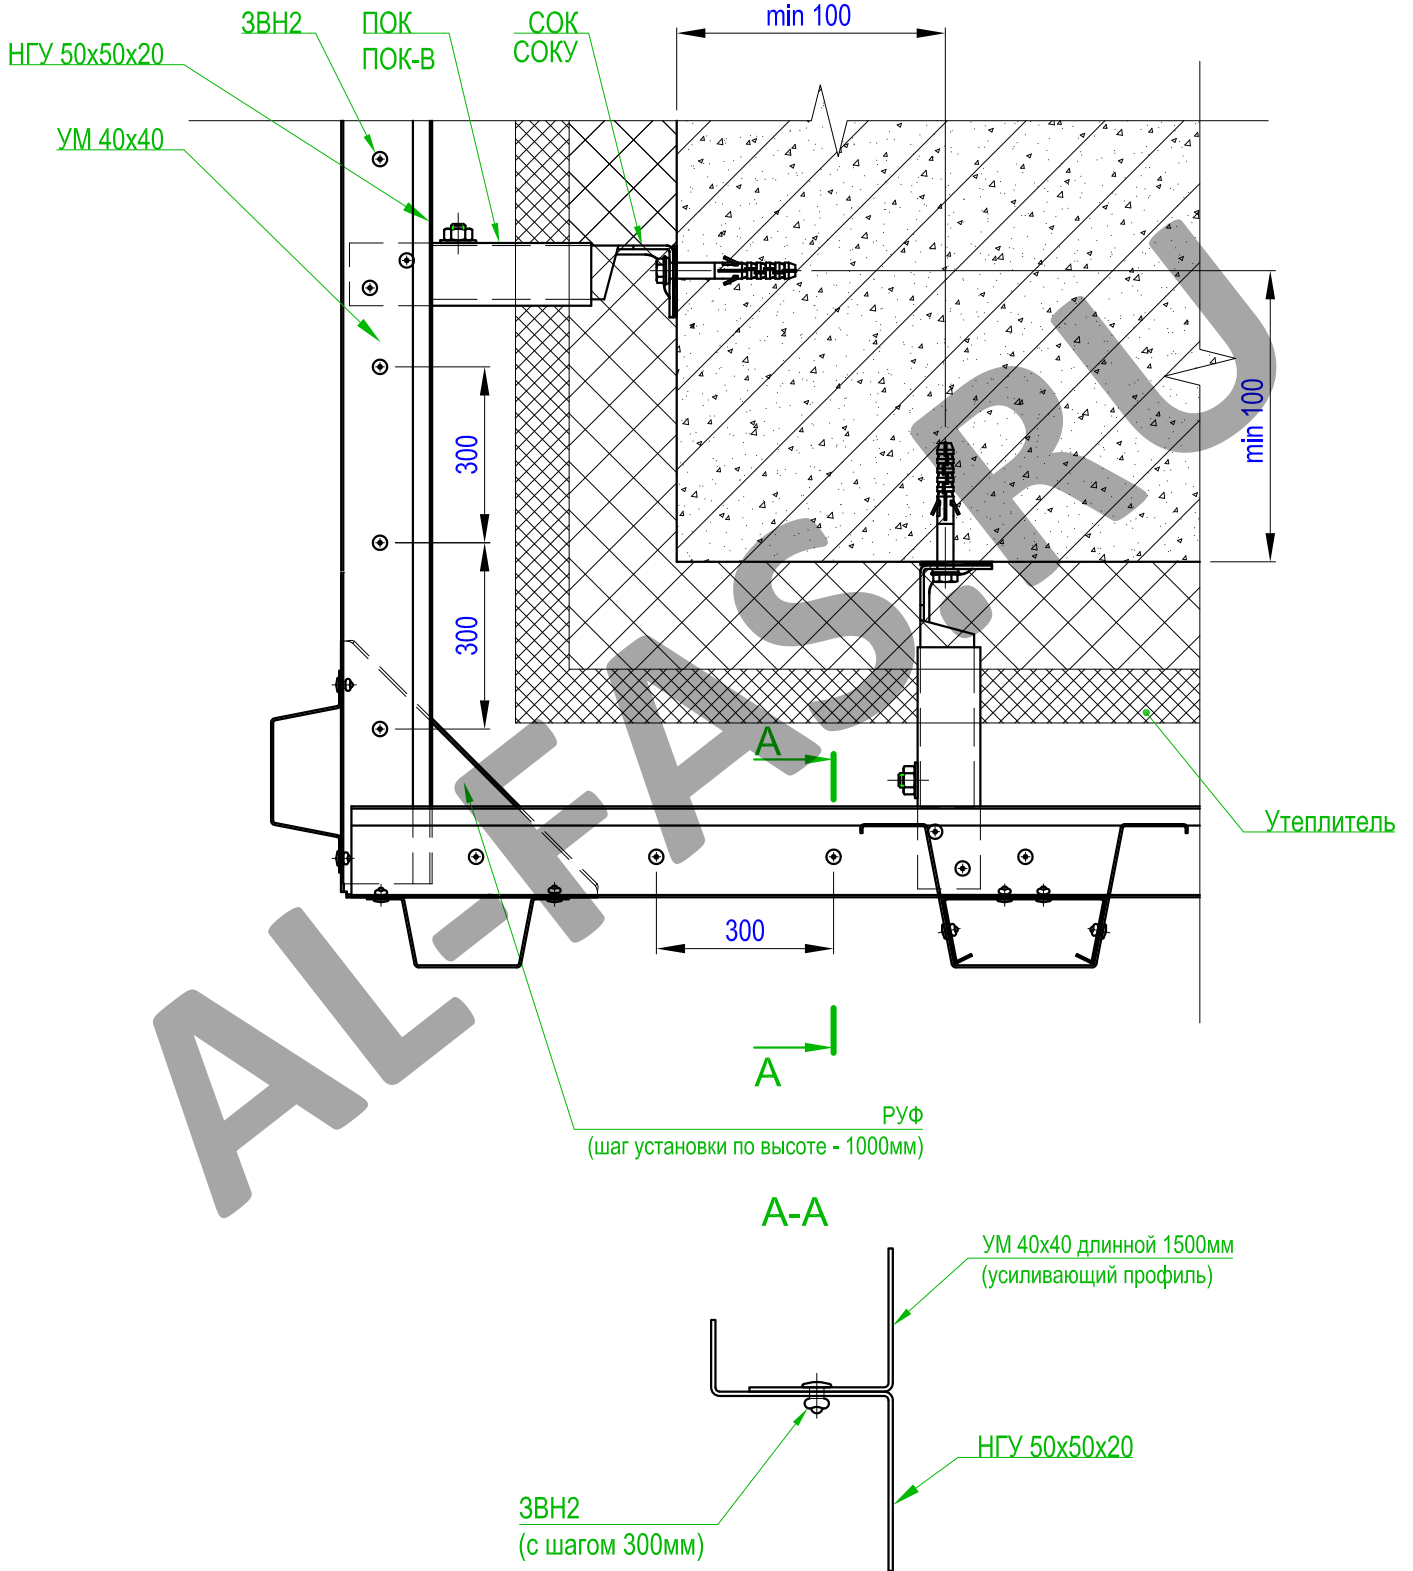 min 100
ЗВН2
ПОК
ПОК-В
СОК
СОКУ
НГУ 50х50х20
УМ 40х40
min 100
300
300
А
Утеплитель
300
А
РУФ
(шаг установки по высоте - 1000мм)
AL-FAS.RU
А-А
УМ 40х40 длинной 1500мм
(усиливающий профиль)
НГУ 50х50х20
ЗВН2
(с шагом 300мм)